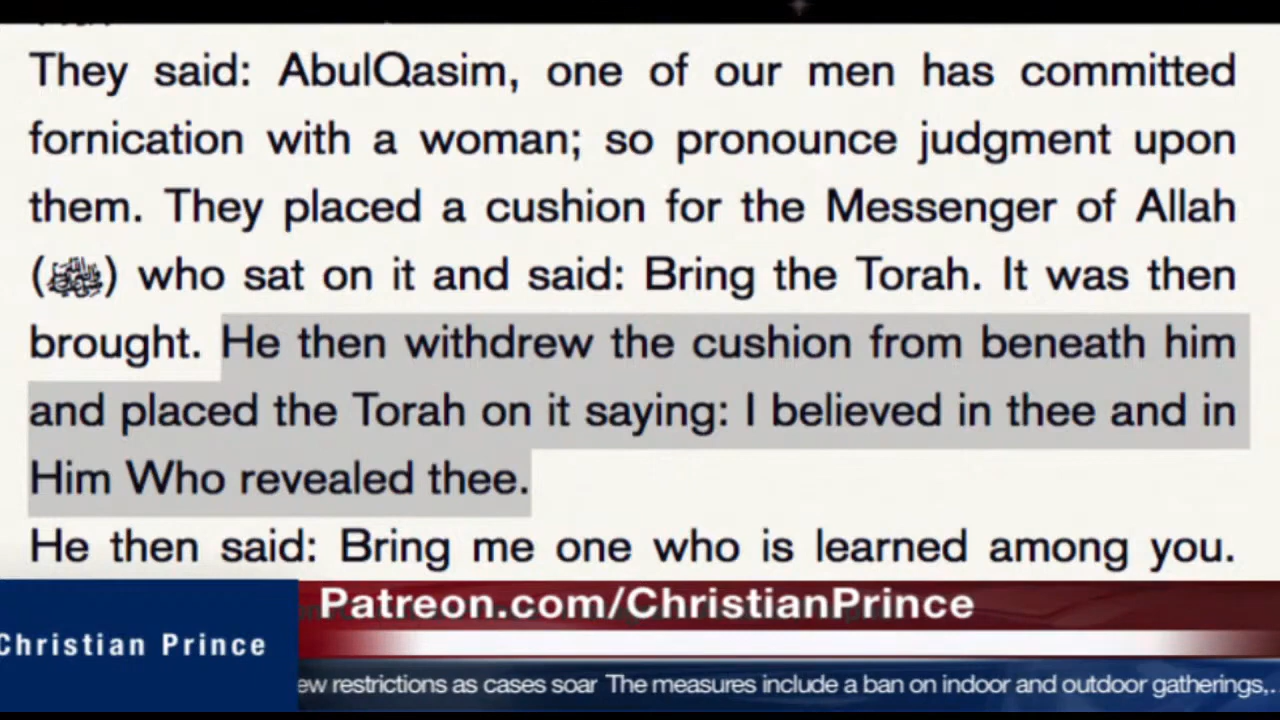 They said: AbulQasim, one of our men has committed
fornication with a woman; so pronounce judgment upon
them. They placed a cushion for the Messenger of Allah
(ﷺ) who sat on it and said: Bring the Torah. It was then
brought. He then withdrew the cushion from beneath him
and placed the Torah on it saying: I believed in thee and in
Him Who revealed thee.
He then said: Bring me one who is learned among you.
Patreon.com/ChristianPrince
Christian Prince
ew restrictions as cases soar The measures include a ban on indoor and outdoor gatherings,.